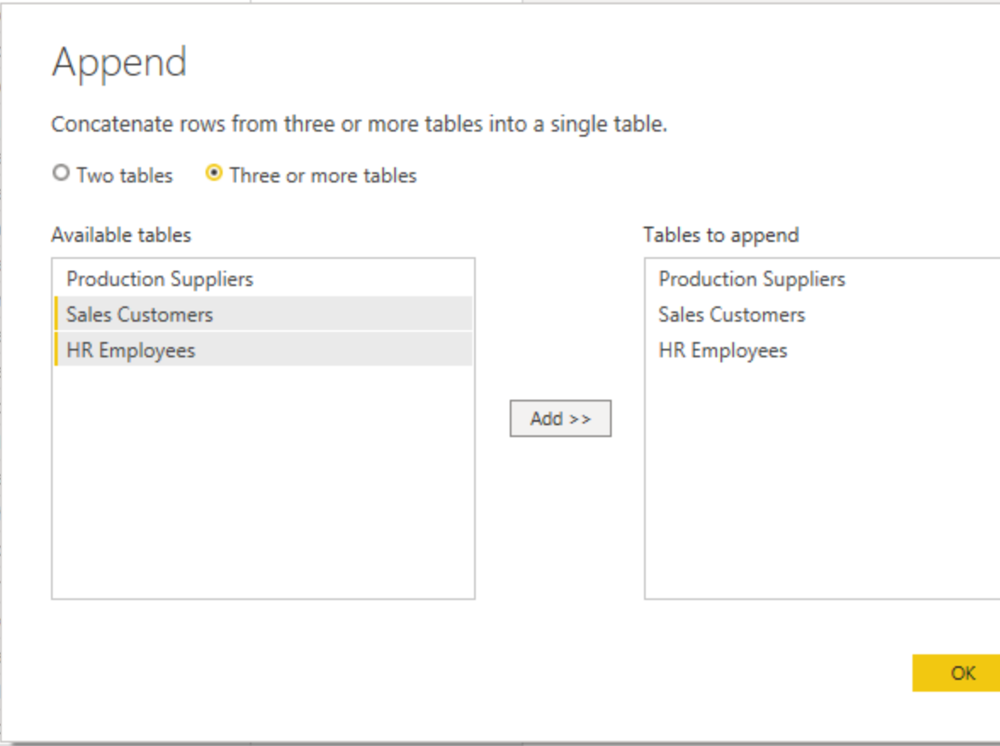 Append
Concatenate rows from three or more tables into a single table.
Two tables Three or more tables
Available tables
Production Suppliers
Sales Customers
HR Employees
Add >>
Tables to append
Production Suppliers
Sales Customers
HR Employees
OK